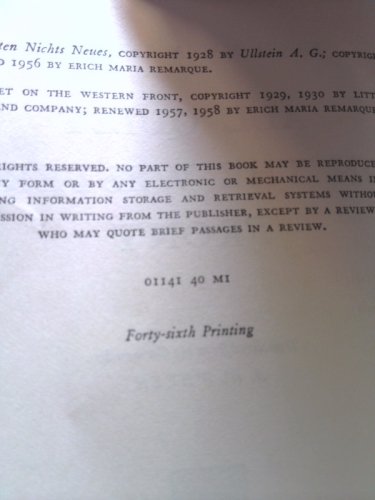 ten Nichts Neues, COPYRIGHT 1928 BY Ullstein A. G.; COPYRIG
D 1956 BY ERICH MARIA REMARQUE.
ET ON THE WESTERN FRONT, COPYRIGHT 1929, 1930 BY LITT
ND COMPANY; RENEWED 1957, 1958 BY ERICH MARIA REMARQUE
RIGHTS RESERVED. NO PART OF THIS BOOK MAY BE REPRODUCE
Y FORM OR BY ANY ELECTRONIC OR MECHANICAL MEANS I
NG INFORMATION STORAGE AND RETRIEVAL SYSTEMS WITHOU
SSION IN WRITING FROM THE PUBLISHER, EXCEPT BY A REVIEW
WHO MAY QUOTE BRIEF PASSAGES IN A REVIEW.
01141 40 MI
Forty-sixth Printing